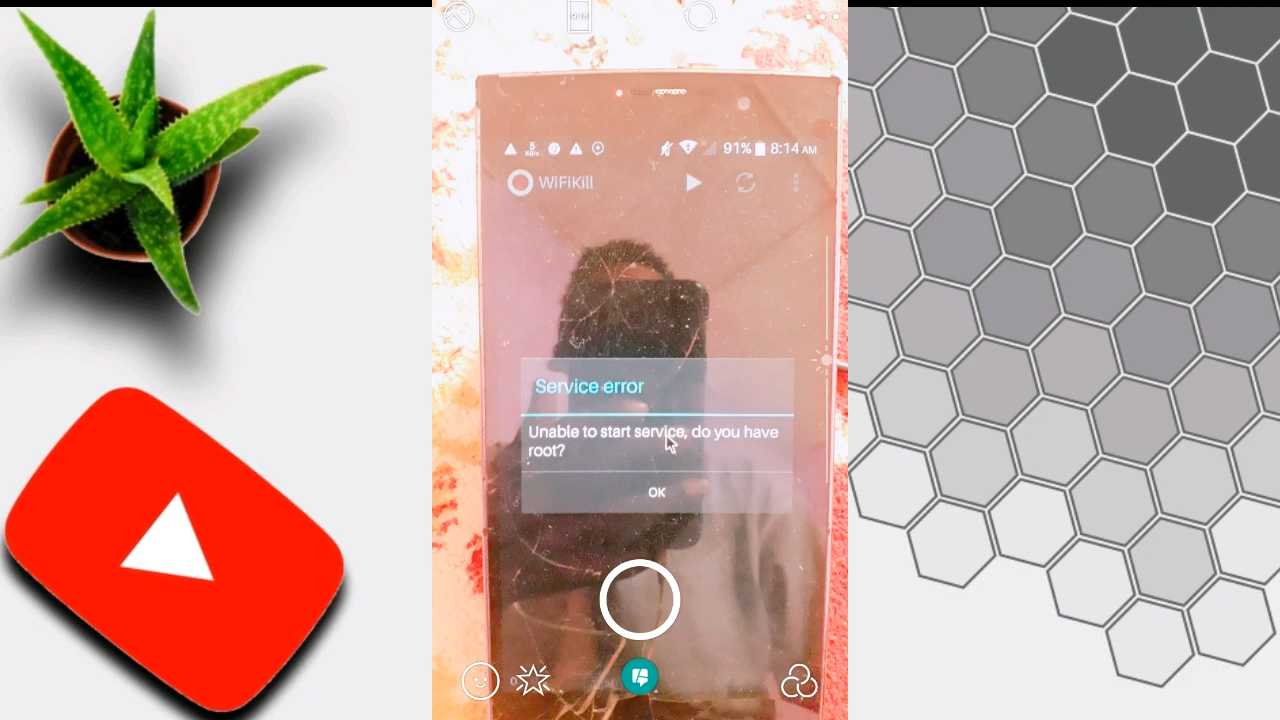 91% 8:14 AM
WiFiKill
Service error
Unable to start service, do you have
root?
OK